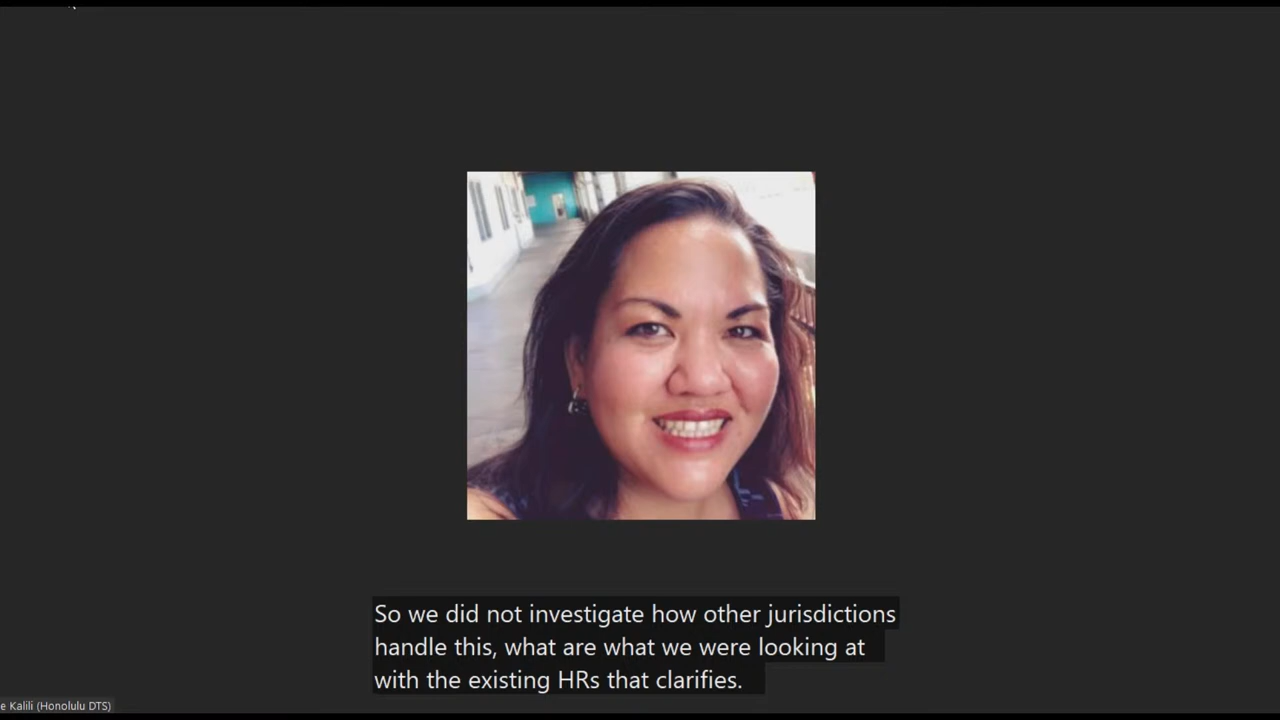 So we did not investigate how other jurisdictions
handle this, what are what we were looking at
with the existing HRs that clarifies.
e Kalili (Honolulu DTS)